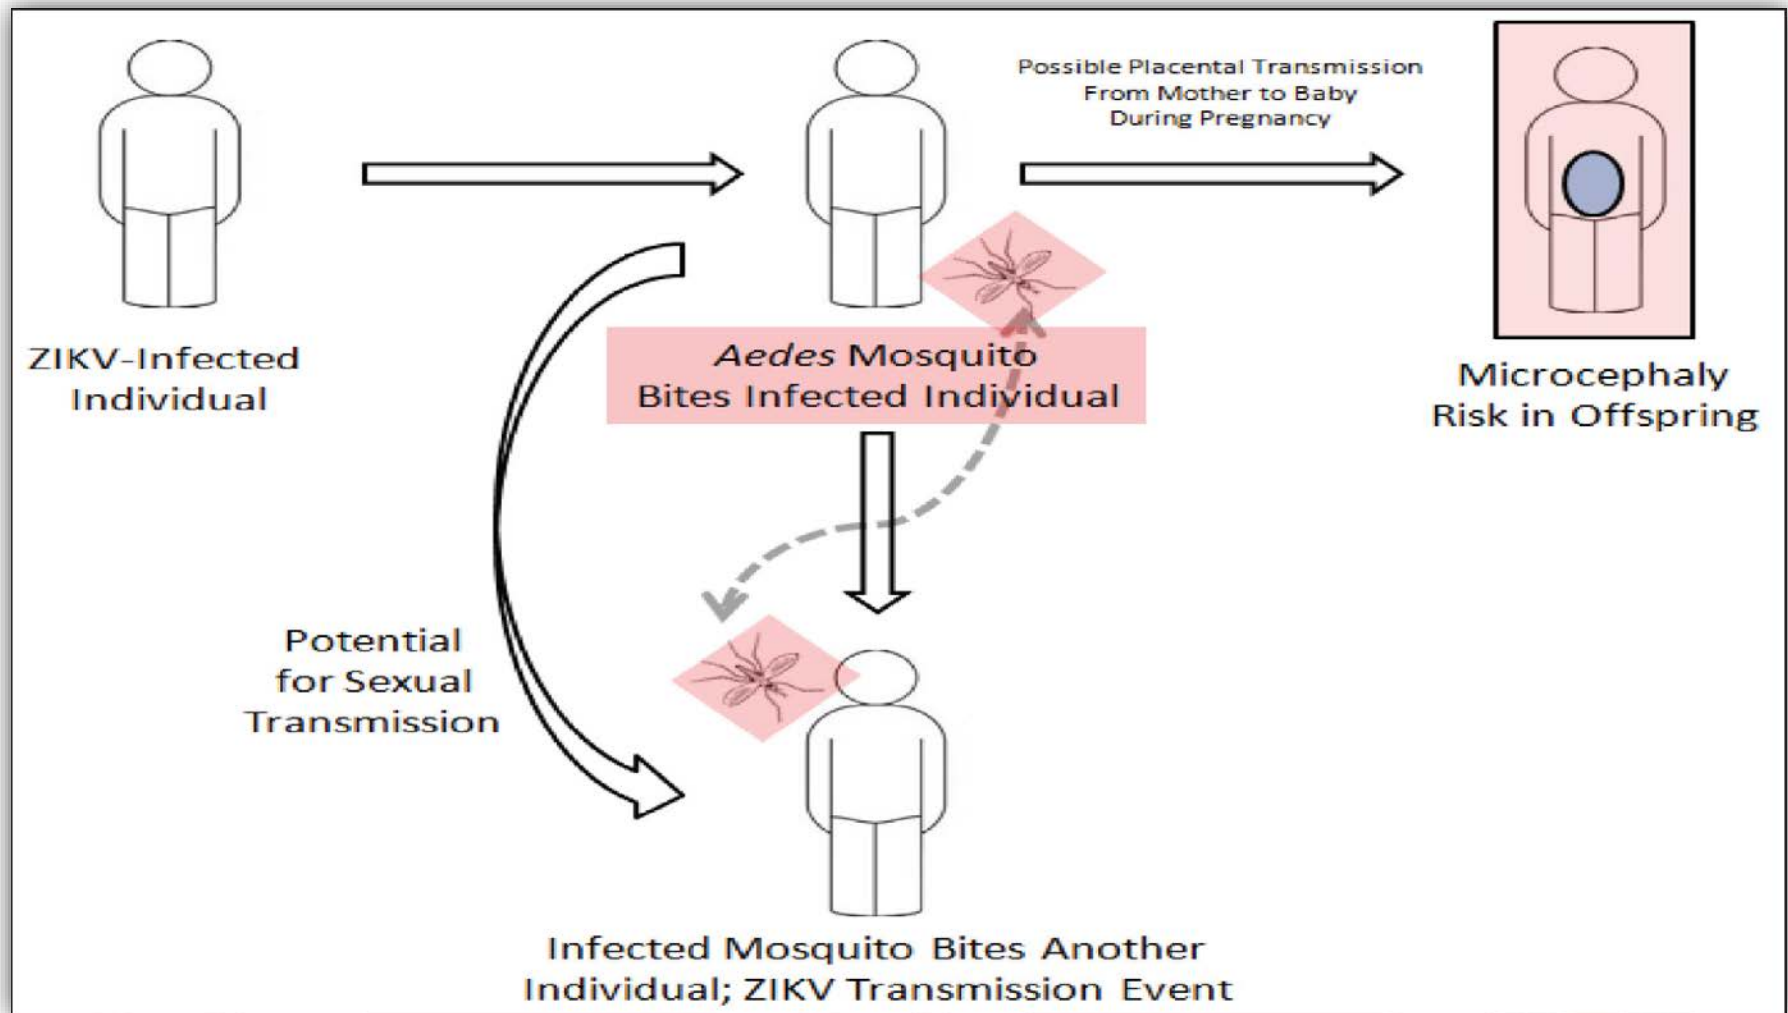 Possible Placental Transmission
From Mother to Baby
During Pregnancy
ZIKV-Infected
Individual
Aedes Mosquito
Bites Infected Individual
Microcephaly
Risk in Offspring
Potential
for Sexual
Transmission
Infected Mosquito Bites Another
Individual; ZIKV Transmission Event